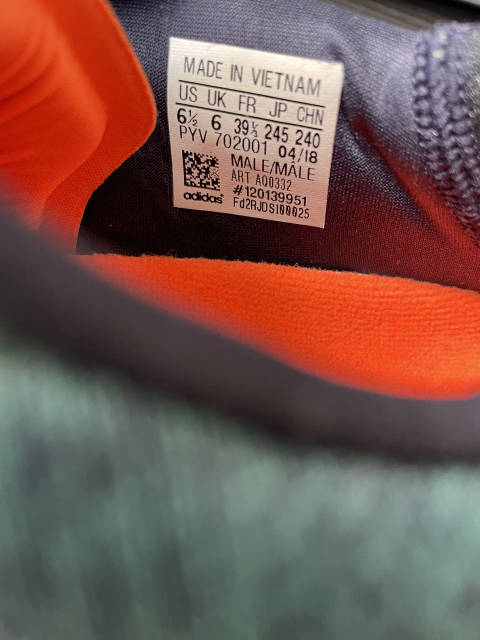 MADE IN VIETNAM
US UK FR JP CHN
6½ 6 39⅓ 245 240
PYV 702001 04/18
MALE/MÂLE
ART AQ0332
#120139951
adidas® Fd2RJDS100025